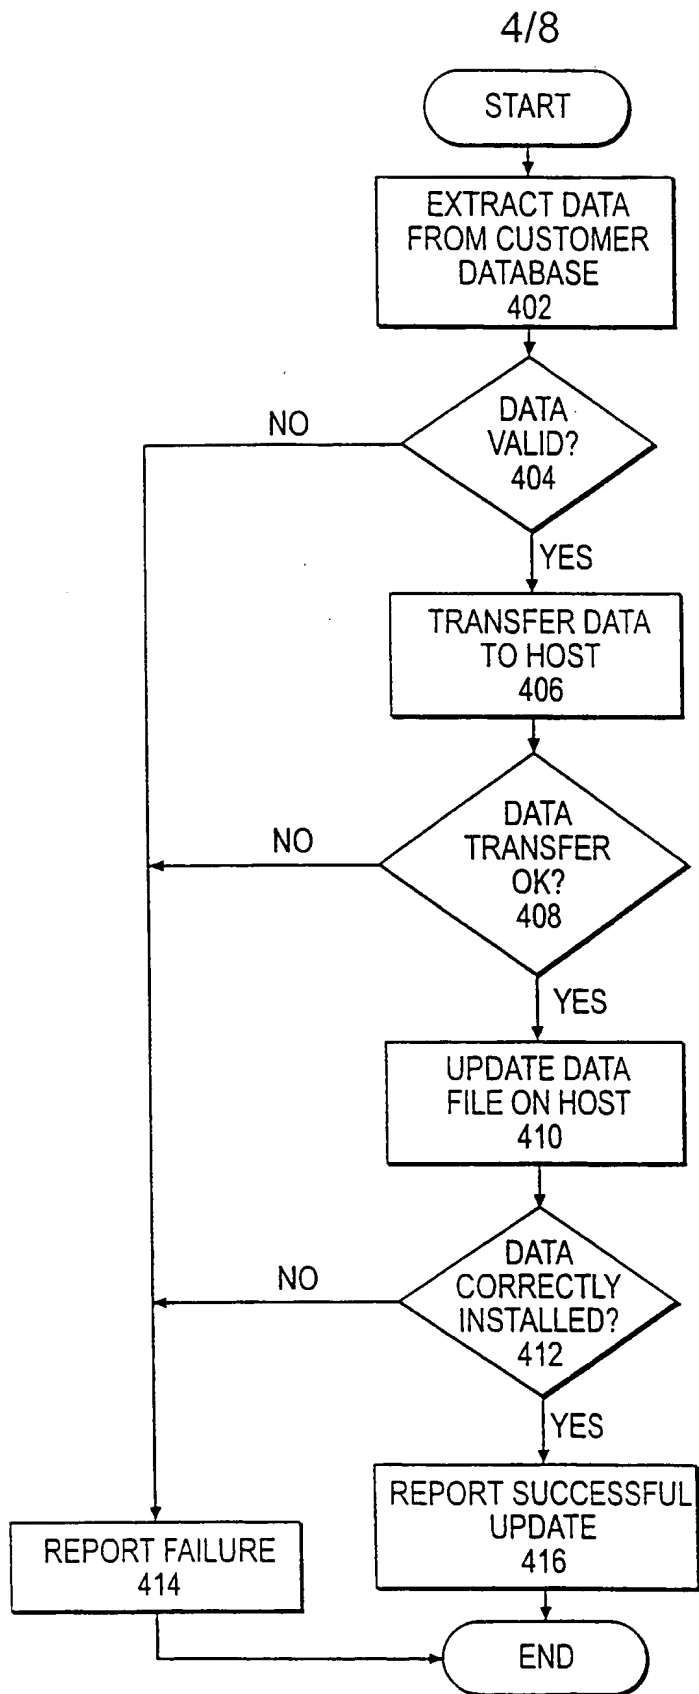 4/8
START
EXTRACT DATA
FROM CUSTOMER
DATABASE
402
DATA
VALID?
404
NO
YES
TRANSFER DATA
TO HOST
406
DATA
TRANSFER
OK?
408
NO
YES
UPDATE DATA
FILE ON HOST
410
DATA
CORRECTLY
INSTALLED?
412
NO
YES
REPORT SUCCESSFUL
UPDATE
416
REPORT FAILURE
414
END